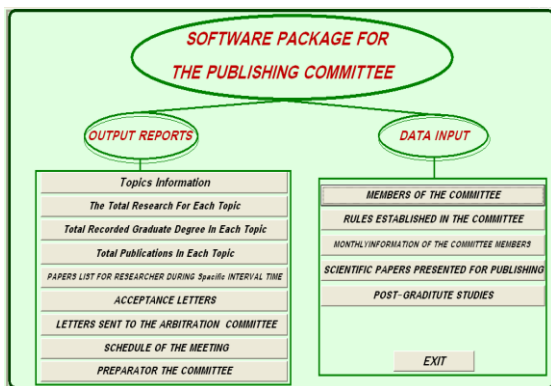 SOFTWARE PACKAGE FOR
THE PUBLISHING COMMITTEE
OUTPUT REPORTS
Topics Information
The Total Research For Each Topic
Total Recorded Graduate Degree In Each Topic
Total Publications In Each Topic
PAPERS LIST FOR RESEARCHER DURING Specific INTERVAL TIME
ACCEPTANCE LETTERS
LETTERS SENT TO THE ARBITRATION COMMITTEE
SCHEDULE OF THE MEETING
PREPARATOR THE COMMITTEE
DATA INPUT
MEMBERS OF THE COMMITTEE
RULES ESTABLISHED IN THE COMMITTEE
MONTHLYINFORMATION OF THE COMMITTEE MEMBERS
SCIENTIFIC PAPERS PRESENTED FOR PUBLISHING
POST-GRADITUTE STUDIES
EXIT